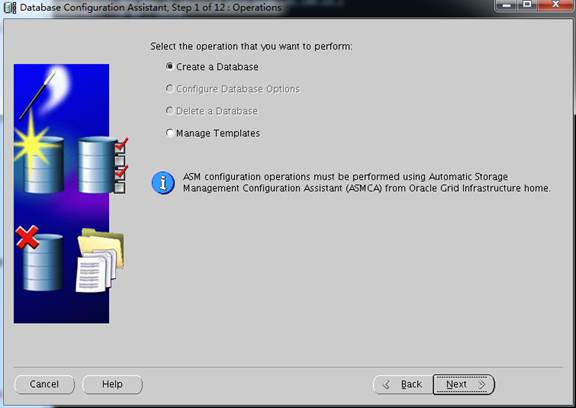 Database Configuration Assistant, Step 1 of 12 : Operations
Select the operation that you want to perform:
Create a Database
Configure Database Options
Delete a Database
Manage Templates
ASM configuration operations must be performed using Automatic Storage
Management Configuration Assistant (ASMCA) from Oracle Grid Infrastructure home.
Cancel
Help
Back
Next